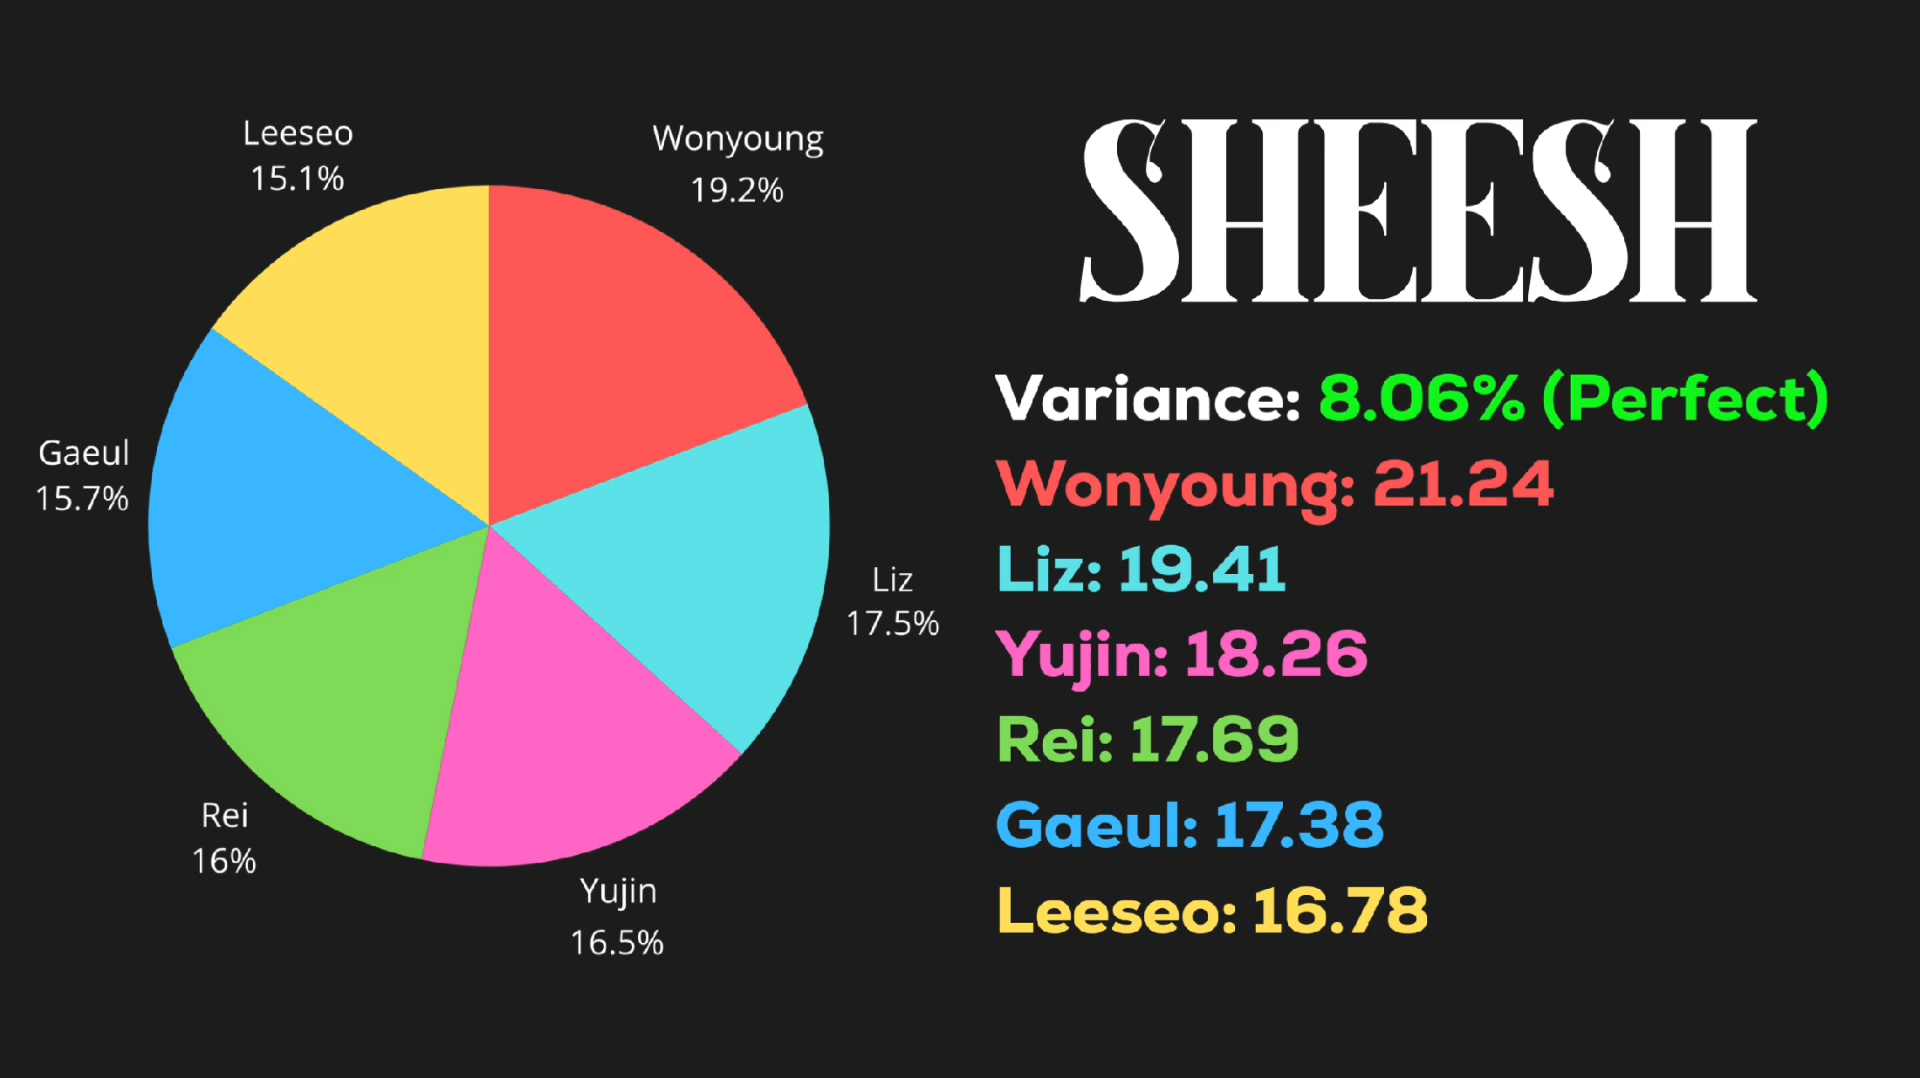 Leeseo
15.1%
Wonyoung
19.2%
Gaeul
15.7%
Liz
17.5%
Rei
16%
Yujin
16.5%
SHEESH
Variance: 8.06% (Perfect)
Wonyoung: 21.24
Liz: 19.41
Yujin: 18.26
Rei: 17.69
Gaeul: 17.38
Leeseo: 16.78